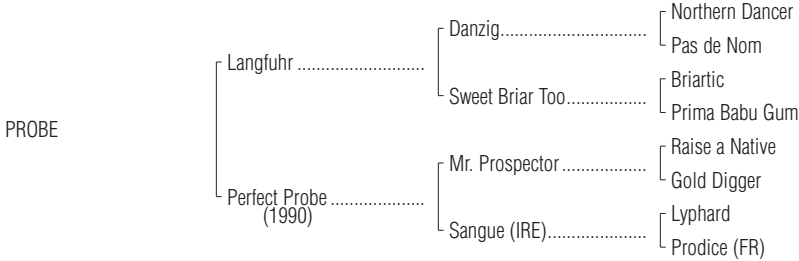 Northern Dancer
Danzig..............................
Pas de Nom
Langfuhr ..........................
Briartic
Sweet Briar Too.................
Prima Babu Gum
PROBE
Raise a Native
Mr. Prospector ..................
Gold Digger
Perfect Probe ...................
(1990)
Lyphard
Sangue (IRE).....................
Prodice (FR)